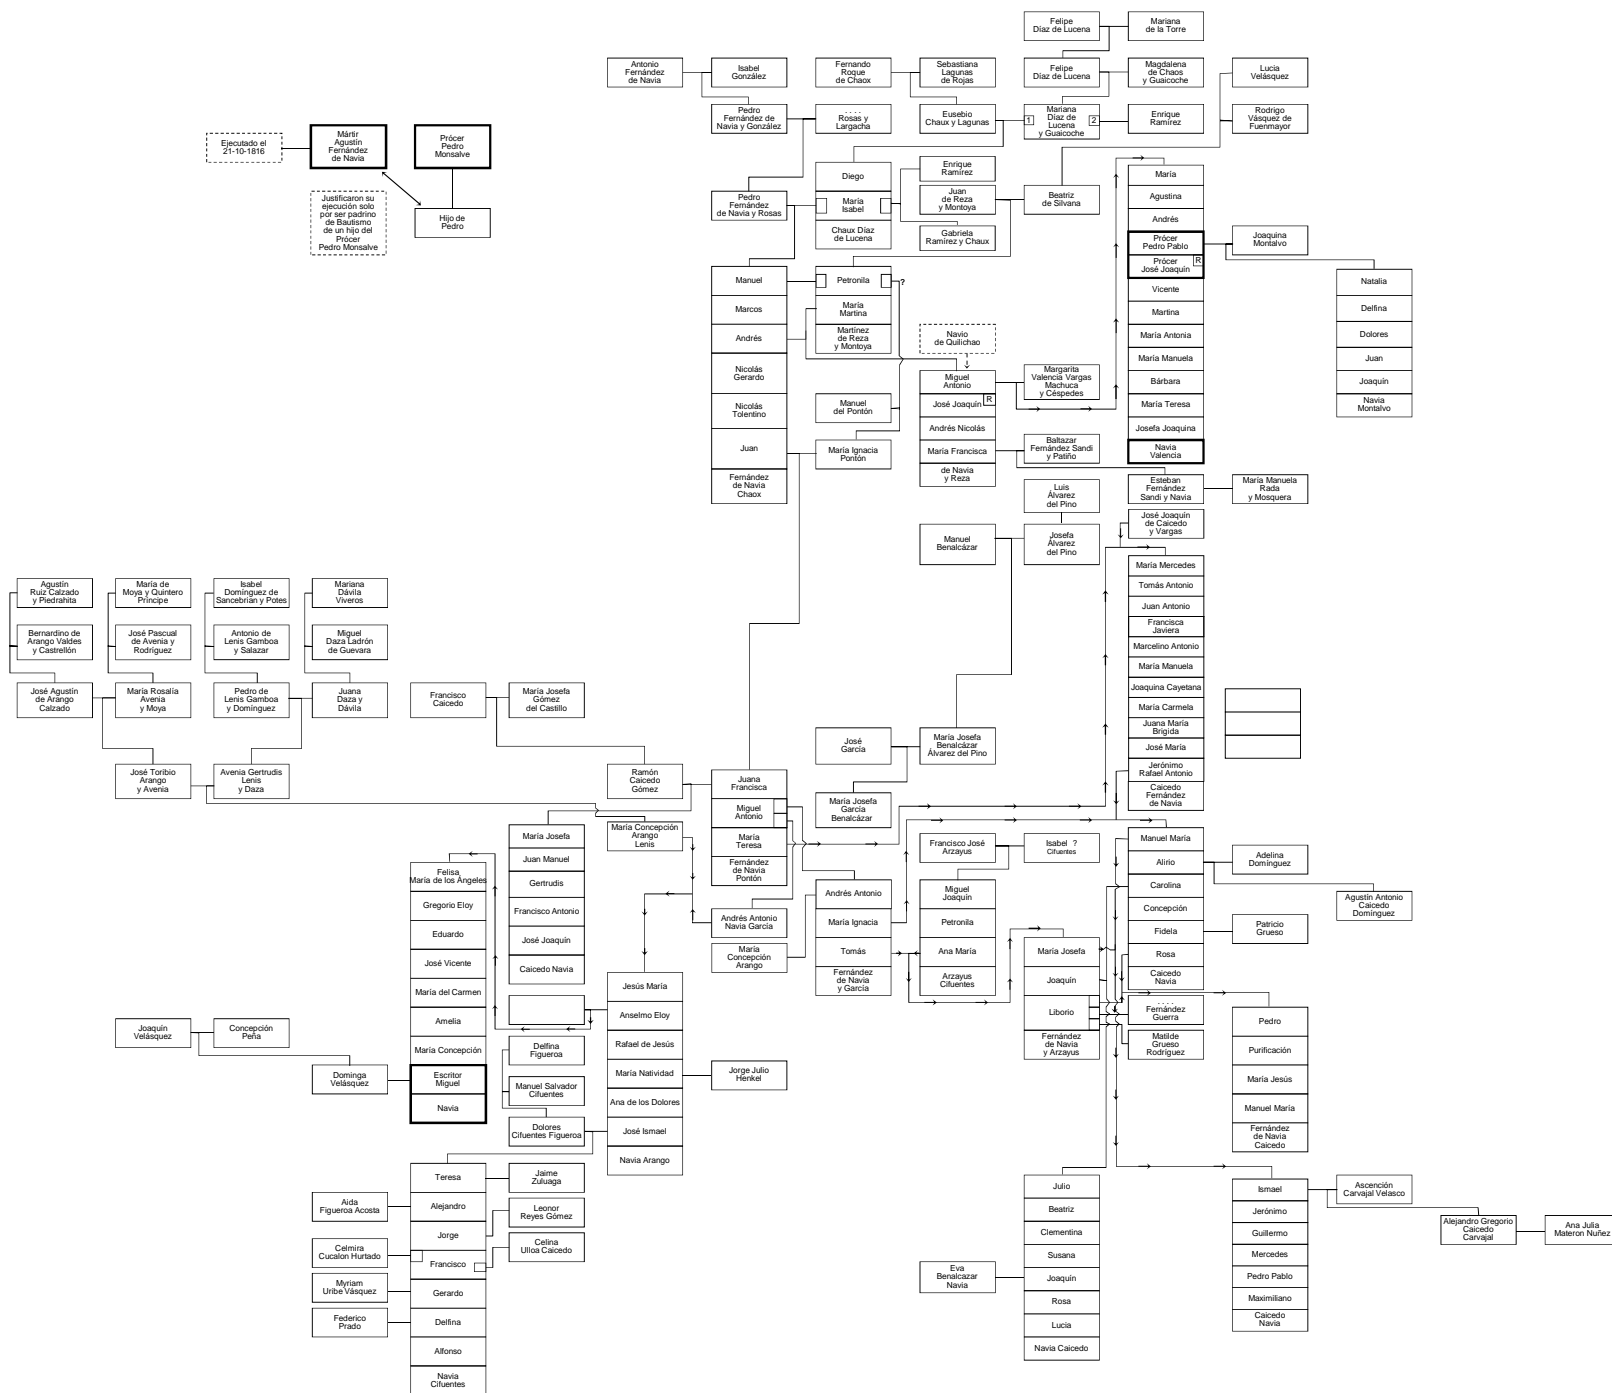 Felipe
Díaz de Lucena
Mariana
de la Torre
Antonio
Fernández
de Navia
Isabel
González
Fernando
Roque
de Chaox
Sebastiana
Lagunas
de Rojas
Felipe
Díaz de Lucena
Magdalena
de Chaos
y Guaicoche
Lucia
Velásquez
Pedro
Fernández de
Navia y González
. . . .
Rosas y
Largacha
Eusebio
Chaux y Lagunas
1
Mariana
Díaz de
Lucena
y Guaicoche
2
Enrique
Ramírez
Rodrigo
Vásquez de
Fuenmayor
Ejecutado el
21-10-1816
Mártir
Agustín
Fernández
de Navia
Prócer
Pedro
Monsalve
Justificaron su
ejecución solo
por ser padrino
de Bautismo
de un hijo del
Prócer
Pedro Monsalve
Hijo de
Pedro
Pedro
Fernández
de Navia y Rosas
Diego
María
Isabel
Chaux Díaz
de Lucena
Enrique
Ramírez
Juan
de Reza
y Montoya
Gabriela
Ramírez y Chaux
Beatriz
de Silvana
María
Agustina
Andrés
Prócer
Pedro Pablo
Prócer
José Joaquín
R
Vicente
Martina
María Antonia
María Manuela
Bárbara
María Teresa
Josefa Joaquina
Navia
Valencia
Joaquina
Montalvo
Natalia
Delfina
Dolores
Juan
Joaquín
Navia
Montalvo
Manuel
Marcos
Andrés
Nicolás
Gerardo
Nicolás
Tolentino
Juan
Fernández
de Navia
Chaox
Petronila
?
María
Martina
Martínez
de Reza
y Montoya
Manuel
del Pontón
María Ignacia
Pontón
Navio
de Quilichao
Miguel
Antonio
José Joaquín
R
Andrés Nicolás
María Francisca
de Navia
y Reza
Margarita
Valencia Vargas
Machuca
y Céspedes
Baltazar
Fernández Sandi
y Patiño
Esteban
Fernández
Sandi y Navia
María Manuela
Rada
y Mosquera
Luis
Álvarez
del Pino
Manuel
Benalcázar
Josefa
Álvarez
del Pino
José Joaquín
de Caicedo
y Vargas
María Mercedes
Tomás Antonio
Juan Antonio
Francisca
Javiera
Marcelino Antonio
María Manuela
Joaquina Cayetana
María Carmela
Juana María
Brigida
José María
Jerónimo
Rafael Antonio
Caicedo
Fernández
de Navia
Agustín
Ruiz Calzado
y Piedrahita
María de
Moya y Quintero
Príncipe
Isabel
Domínguez de
Sancebrián y Potes
Mariana
Dávila
Viveros
Bernardino de
Arango Valdes
y Castrellón
José Pascual
de Avenia y
Rodríguez
Antonio de
Lenis Gamboa
y Salazar
Miguel
Daza Ladrón
de Guevara
José Agustín
de Arango
Calzado
María Rosalía
Avenia
y Moya
Pedro de
Lenis Gamboa
y Domínguez
Juana
Daza y
Dávila
Francisco
Caicedo
María Josefa
Gómez
del Castillo
José Toribio
Arango
y Avenia
Avenia Gertrudis
Lenis
y Daza
Ramón
Caicedo
Gómez
Juana
Francisca
Miguel
Antonio
María
Teresa
Fernández
de Navia
Pontón
José
García
María Josefa
Benalcázar
Álvarez del Pino
María Josefa
García
Benalcázar
María Concepción
Arango
Lenis
María Josefa
Juan Manuel
Gertrudis
Francisco Antonio
José Joaquín
Caicedo Navia
Felisa
María de los Ángeles
Gregorio Eloy
Eduardo
José Vicente
María del Carmen
Amelia
María Concepción
Escritor
Miguel
Navia
Francisco José
Arzayus
Isabel ?
Cifuentes
Andrés Antonio
María Ignacia
Tomás
Fernández
de Navia
y García
Miguel
Joaquín
Petronila
Ana María
Arzayus
Cifuentes
Andrés Antonio
Navia García
María
Concepción
Arango
Manuel María
Alirio
Carolina
Concepción
Fidela
Rosa
Caicedo
Navia
Adelina
Domínguez
Agustín Antonio
Caicedo
Domínguez
Patricio
Grueso
María Josefa
Joaquín
Liborio
Fernández
de Navia
y Arzayus
. . . .
Fernández
Guerra
Matilde
Grueso
Rodríguez
Pedro
Purificación
María Jesús
Manuel María
Fernández
de Navia
Caicedo
Jesús María
Anselmo Eloy
Rafael de Jesús
María Natividad
Ana de los Dolores
José Ismael
Navia Arango
Jorge Julio
Henkel
Joaquín
Velásquez
Concepción
Peña
Dominga
Velásquez
Delfina
Figueroa
Manuel Salvador
Cifuentes
Dolores
Cifuentes Figueroa
Teresa
Alejandro
Jorge
Francisco
Gerardo
Delfina
Alfonso
Navia
Cifuentes
Jaime
Zuluaga
Leonor
Reyes Gómez
Celina
Ulloa Caicedo
Aida
Figueroa Acosta
Celmira
Cucalon Hurtado
Myriam
Uribe Vásquez
Federico
Prado
Julio
Beatriz
Clementina
Susana
Joaquín
Rosa
Lucia
Navia Caicedo
Eva
Benalcazar
Navia
Ismael
Jerónimo
Guillermo
Mercedes
Pedro Pablo
Maximiliano
Caicedo
Navia
Ascención
Carvajal Velasco
Alejandro Gregorio
Caicedo
Carvajal
Ana Julia
Materon Nuñez